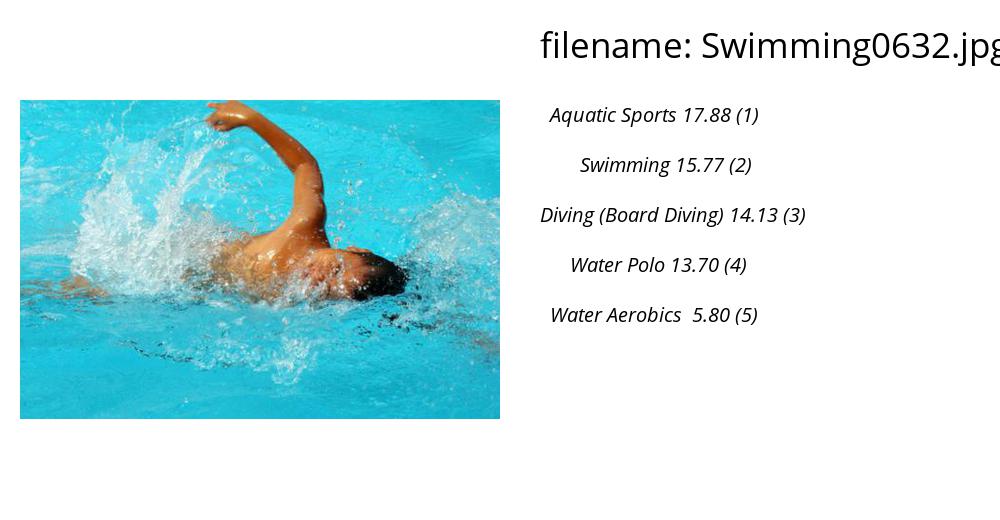 filename: Swimming0632.jpg
Aquatic Sports 17.88 (1)
Swimming 15.77 (2)
Diving (Board Diving) 14.13 (3)
Water Polo 13.70 (4)
Water Aerobics 5.80 (5)